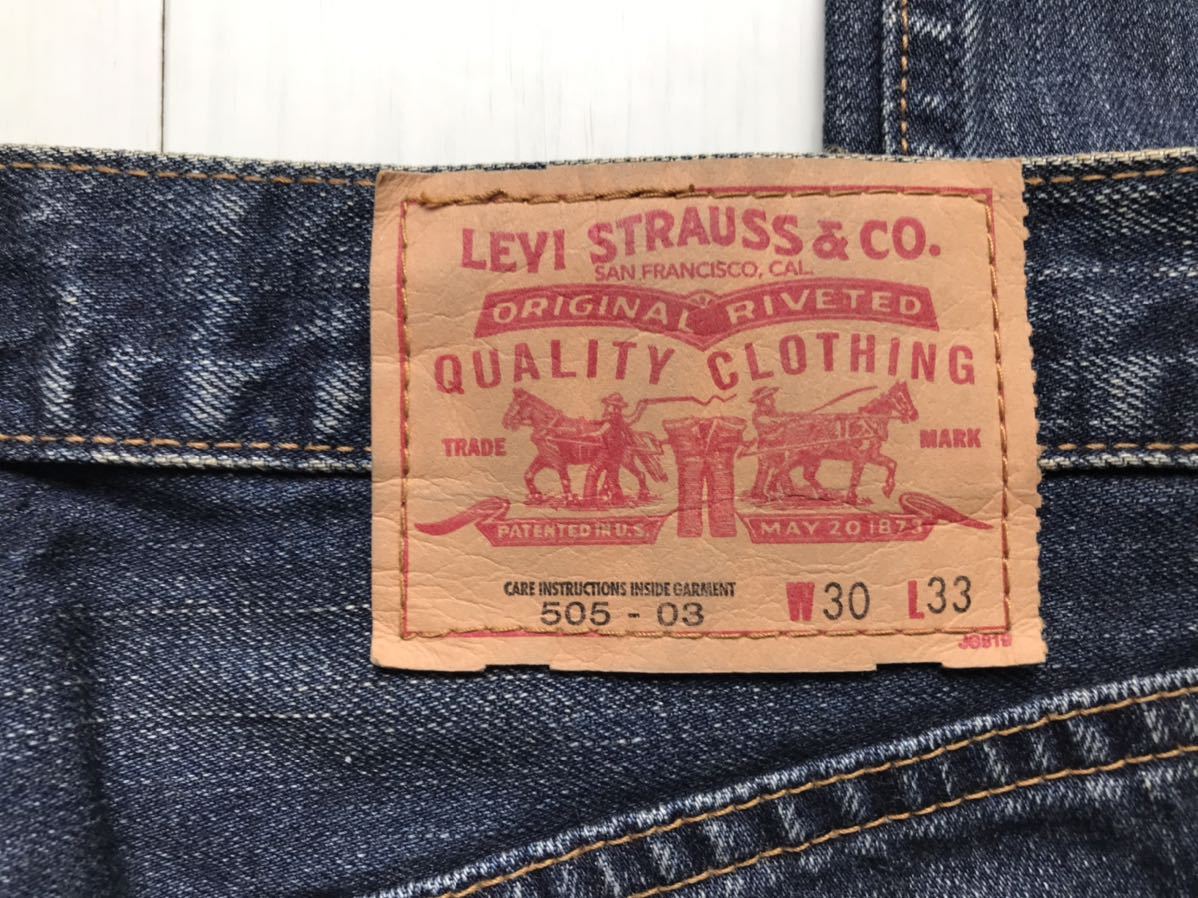 LEVI STRAUSS & CO.
SAN FRANCISCO, CAL.
ORIGINAL RIVETED
QUALITY CLOTHING
TRADE MARK
PATENTED IN U.S. MAY 20 1873
CARE INSTRUCTIONS INSIDE GARMENT
505 - 03 W30 L33